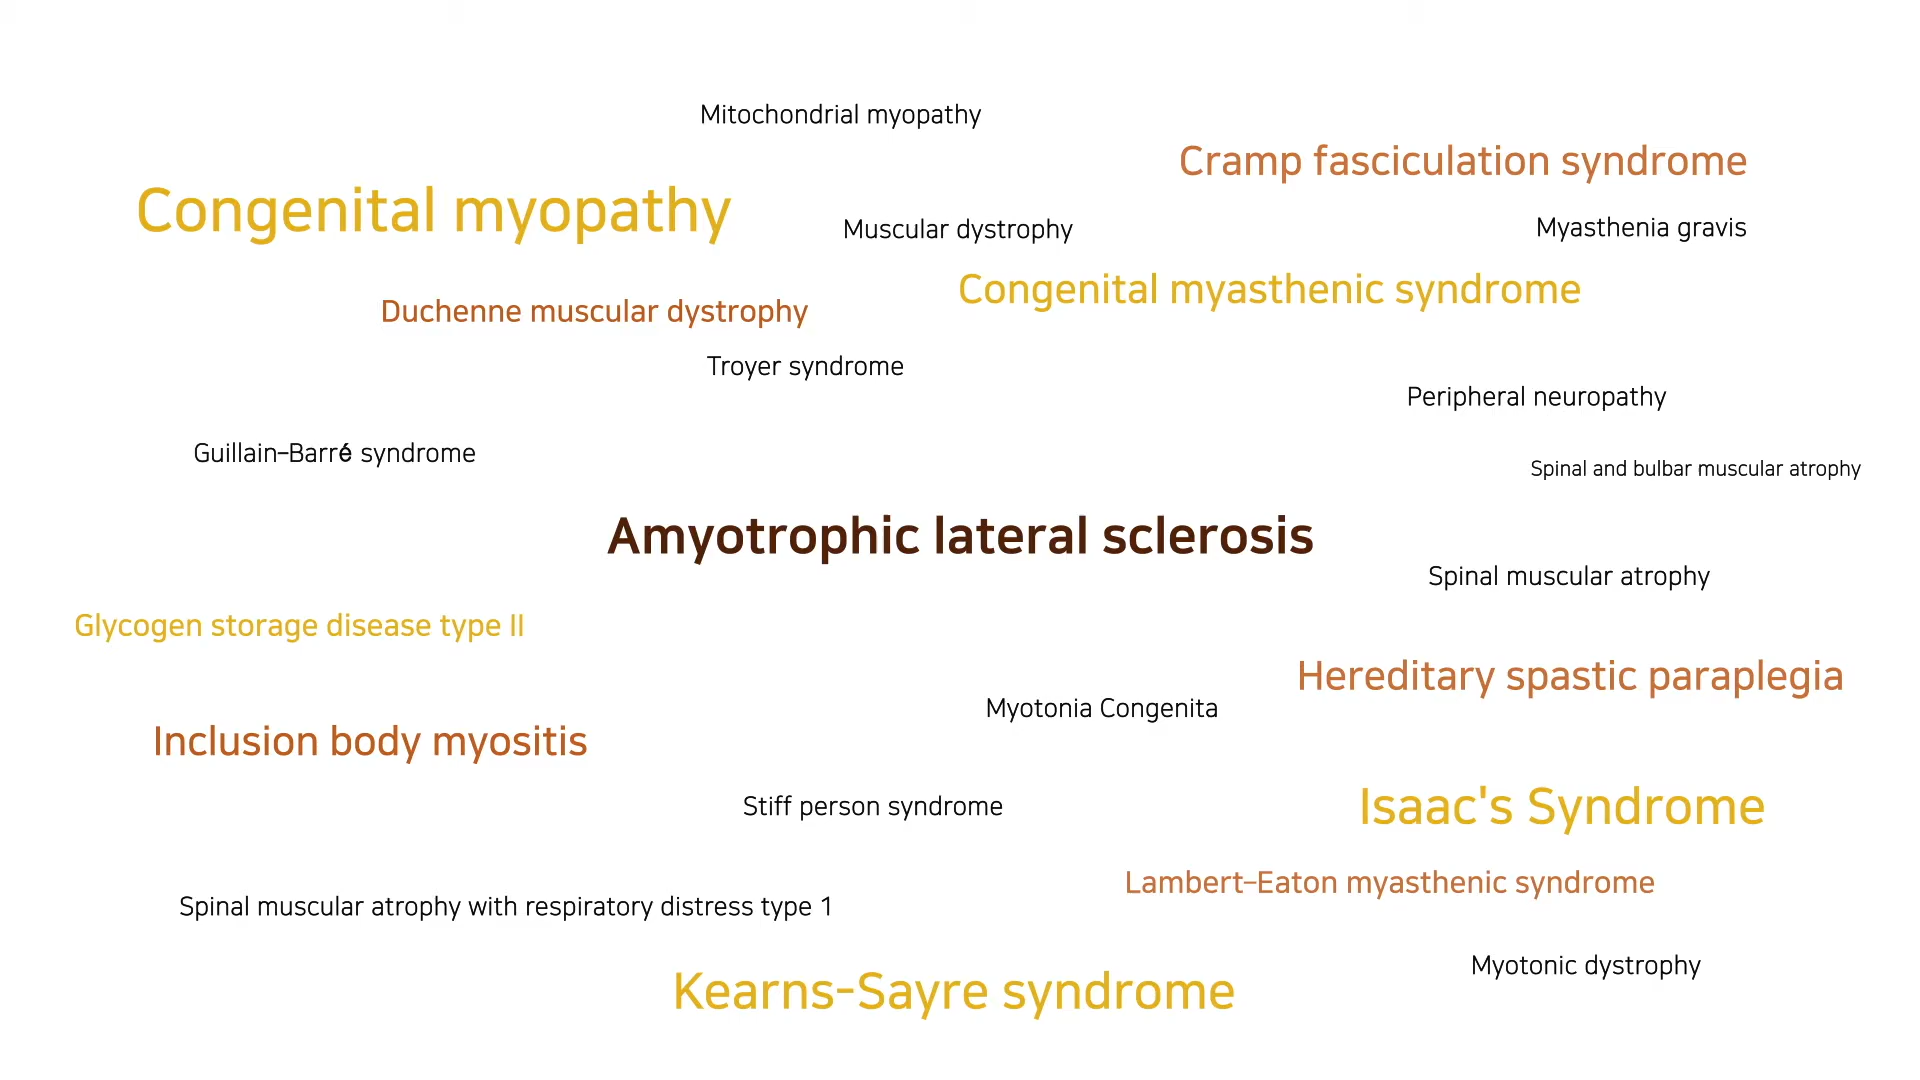 Mitochondrial myopathy
Cramp fasciculation syndrome
Congenital myopathy
Muscular dystrophy
Myasthenia gravis
Congenital myasthenic syndrome
Duchenne muscular dystrophy
Troyer syndrome
Peripheral neuropathy
Guillain-Barré syndrome
Spinal and bulbar muscular atrophy
Amyotrophic lateral sclerosis
Spinal muscular atrophy
Glycogen storage disease type II
Hereditary spastic paraplegia
Myotonia Congenita
Inclusion body myositis
Stiff person syndrome
Isaac's Syndrome
Lambert-Eaton myasthenic syndrome
Spinal muscular atrophy with respiratory distress type 1
Myotonic dystrophy
Kearns-Sayre syndrome